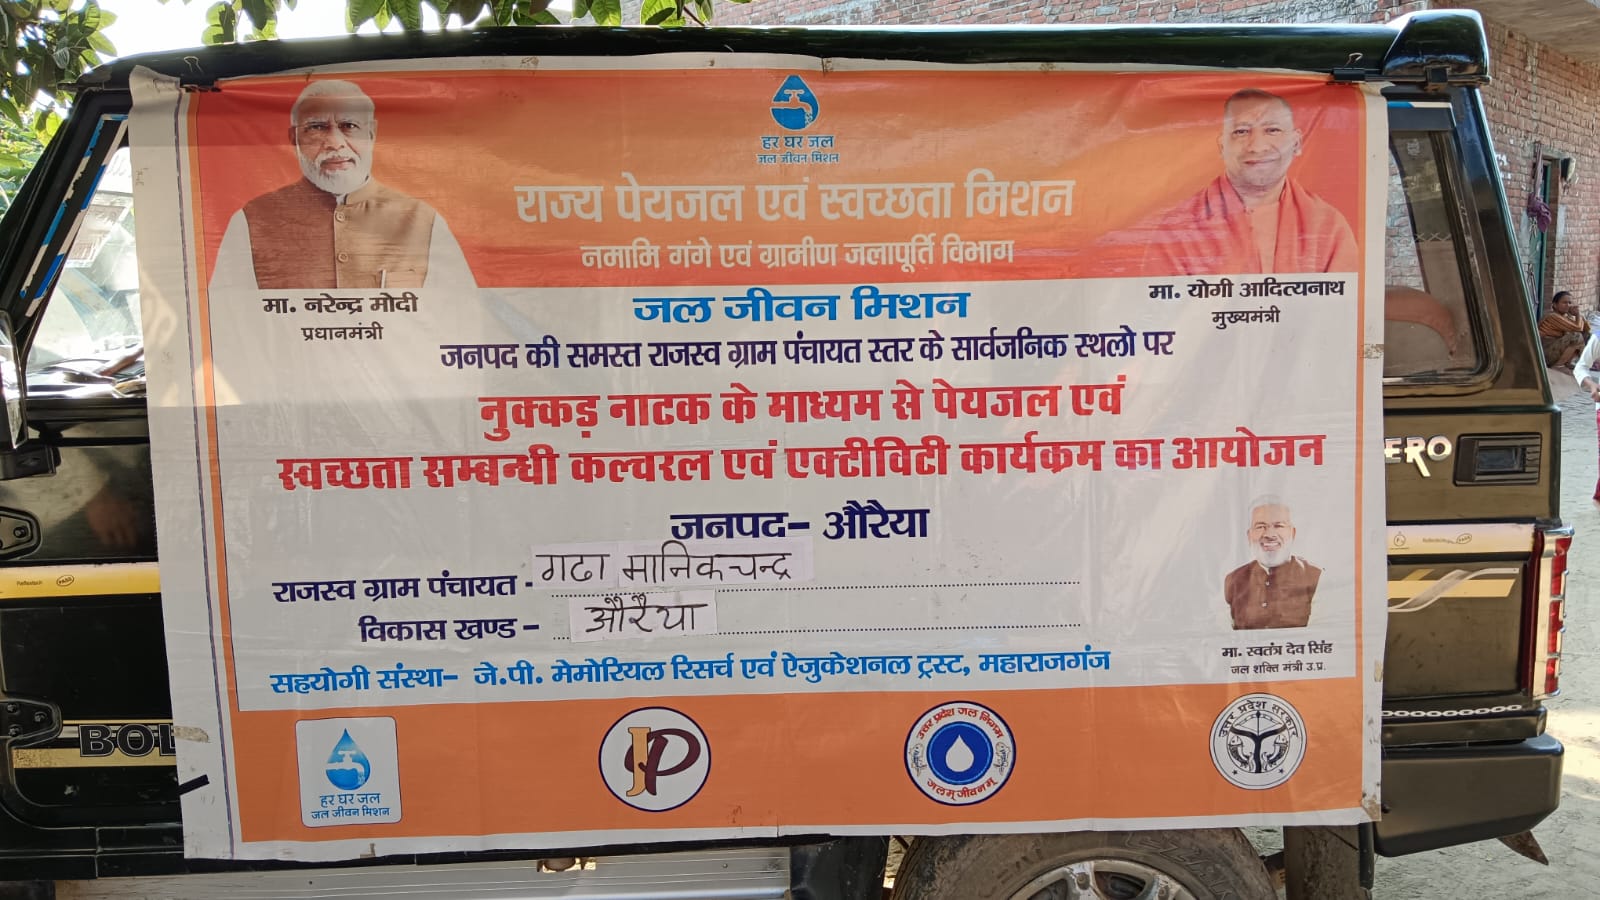 हर घर जल
जल जीवन मिशन
राज्य पेयजल एवं स्वच्छता मिशन
नमामि गंगे एवं ग्रामीण जलापूर्ति विभाग
मा. नरेन्द्र मोदी
प्रधानमंत्री
मा. योगी आदित्यनाथ
मुख्यमंत्री
जल जीवन मिशन
जनपद की समस्त राजस्व ग्राम पंचायत स्तर के सार्वजनिक स्थलो पर
नुक्कड़ नाटक के माध्यम से पेयजल एवं
स्वच्छता सम्बन्धी कल्चरल एवं एक्टीविटी कार्यक्रम का आयोजन
जनपद– औरैया
राजस्व ग्राम पंचायत - गढा मानिकचन्द्र
विकास खण्ड – औरैया
मा. स्वतंत्र देव सिंह
जल शक्ति मंत्री उ.प्र.
सहयोगी संस्था– जे.पी. मेमोरियल रिसर्च एवं ऐजुकेशनल ट्रस्ट, महाराजगंज
हर घर जल
जल जीवन मिशन
JP
उत्तर प्रदेश जल निगम
जलम् जीवनम्
उत्तर प्रदेश सरकार
BOL
ERO